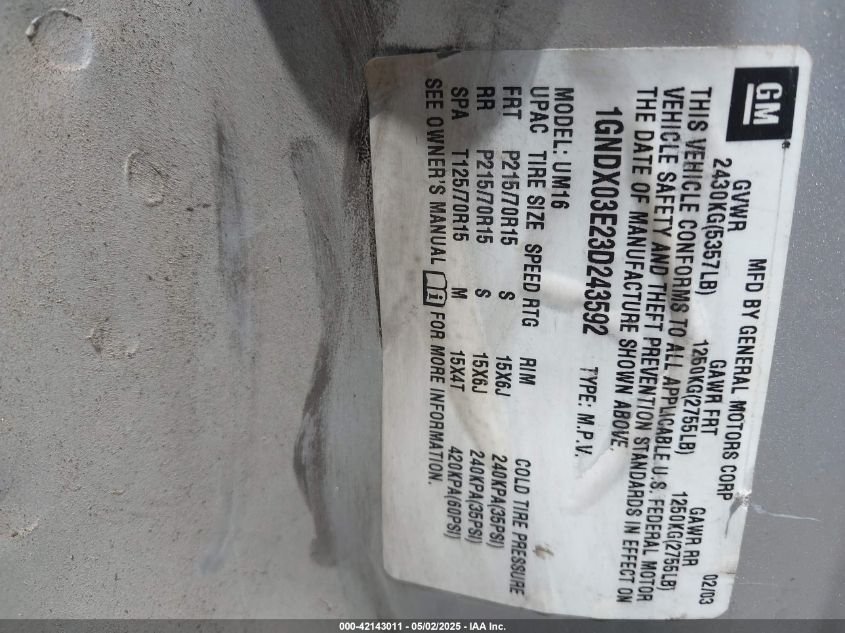 GM
MFD BY GENERAL MOTORS CORP
02/03
GVWR GAWR FRT GAWR RR
2430KG(5357LB) 1250KG(2755LB) 1250KG(2755LB)
THIS VEHICLE CONFORMS TO ALL APPLICABLE U.S. FEDERAL MOTOR
VEHICLE SAFETY AND THEFT PREVENTION STANDARDS IN EFFECT ON
THE DATE OF MANUFACTURE SHOWN ABOVE.
1GNDX03E23D243592 TYPE: M.P.V.
MODEL: UM16
UPAC TIRE SIZE SPEED RTG RIM COLD TIRE PRESSURE
FRT P215/70R15 S 15X6J 240KPA(35PSI)
RR P215/70R15 S 15X6J 240KPA(35PSI)
SPA T125/70R15 M 15X4T 420KPA(60PSI)
SEE OWNER'S MANUAL i FOR MORE INFORMATION.
000-42143011 - 05/02/2025 - IAA Inc.